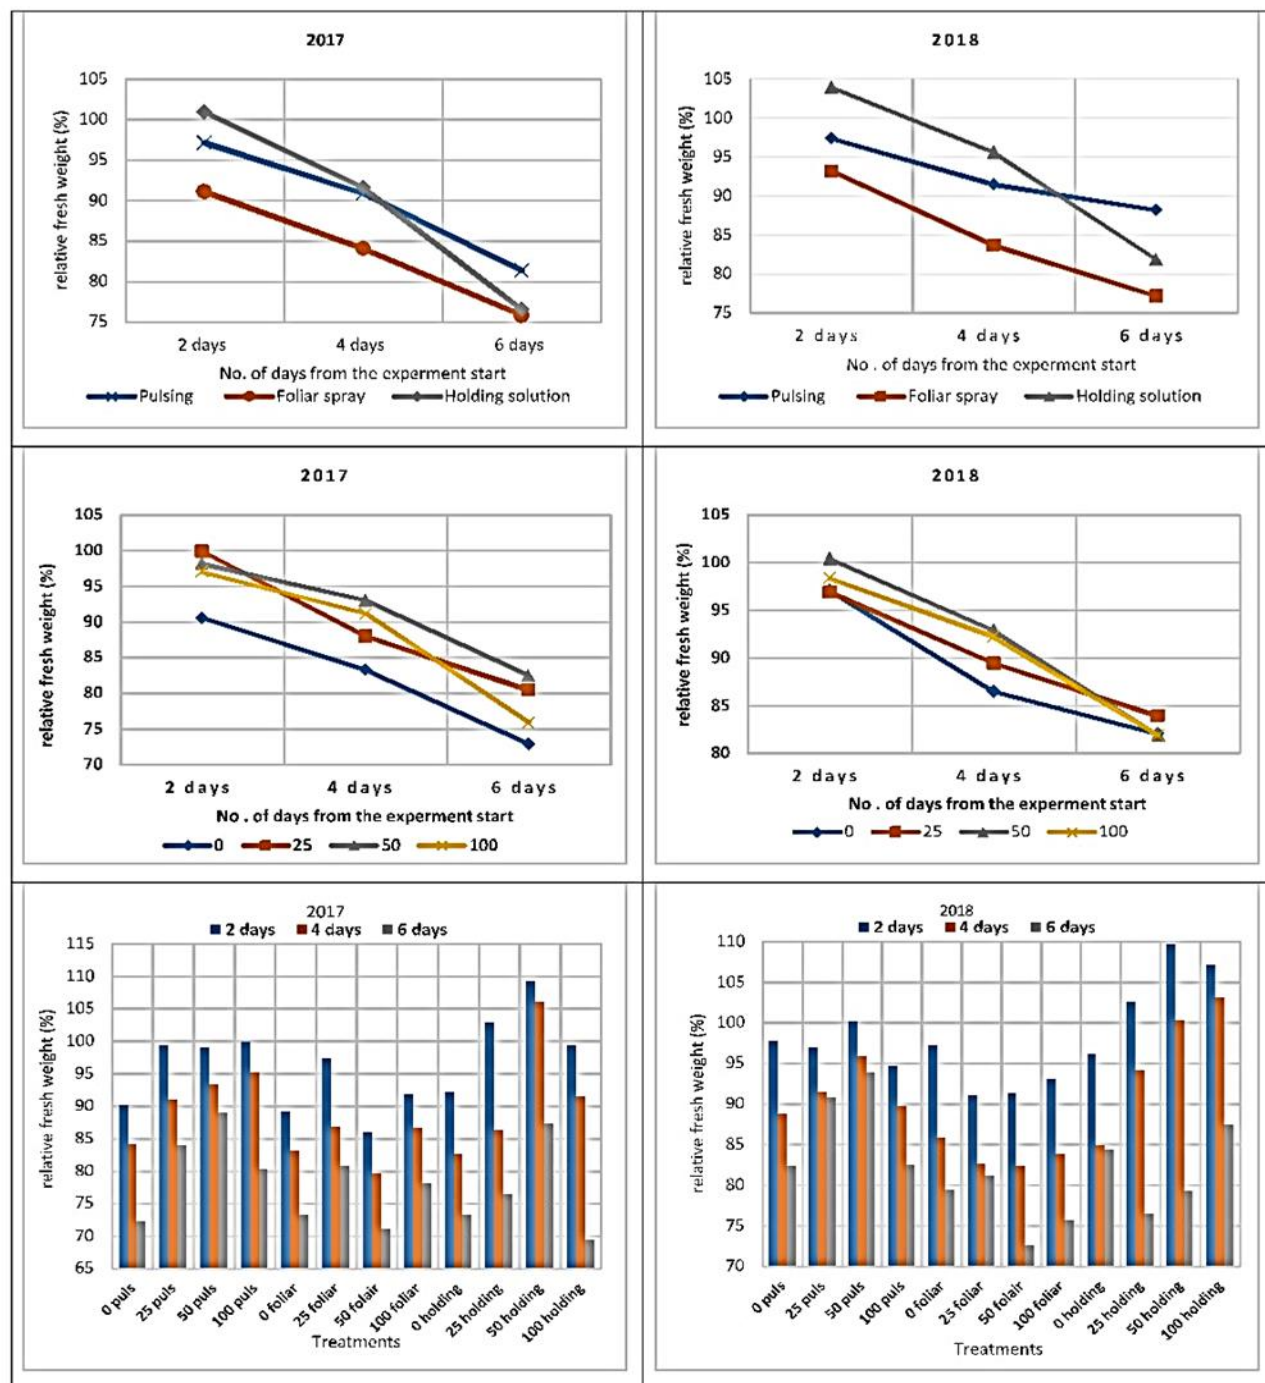 2017
relative fresh weight (%)
105
100
95
90
85
80
75
2 days
4 days
6 days
No. of days from the experment start
Pulsing
Foliar spray
Holding solution
2018
relative fresh weight (%)
105
100
95
90
85
80
75
2 days
4 days
6 days
No . of days from the experment start
Pulsing
Foliar spray
Holding solution
2017
relative fresh weight (%)
105
100
95
90
85
80
75
70
2 days
4 days
6 days
No . of days from the experment start
0
25
50
100
2018
relative fresh weight (%)
105
100
95
90
85
80
2 days
4 days
6 days
No . of days from the experment start
0
25
50
100
2017
2 days
4 days
6 days
relative fresh weight (%)
115
110
105
100
95
90
85
80
75
70
65
0 puls
25 puls
50 puls
100 puls
0 foliar
25 foliar
50 folair
100 foliar
0 holding
25 holding
50 holding
100 holding
Treatments
2018
2 days
4 days
6 days
relative fresh weight (%)
110
105
100
95
90
85
80
75
70
0 puls
25 puls
50 puls
100 puls
0 foliar
25 foliar
50 folair
100 foliar
0 holding
25 holding
50 holding
100 holding
Treatments